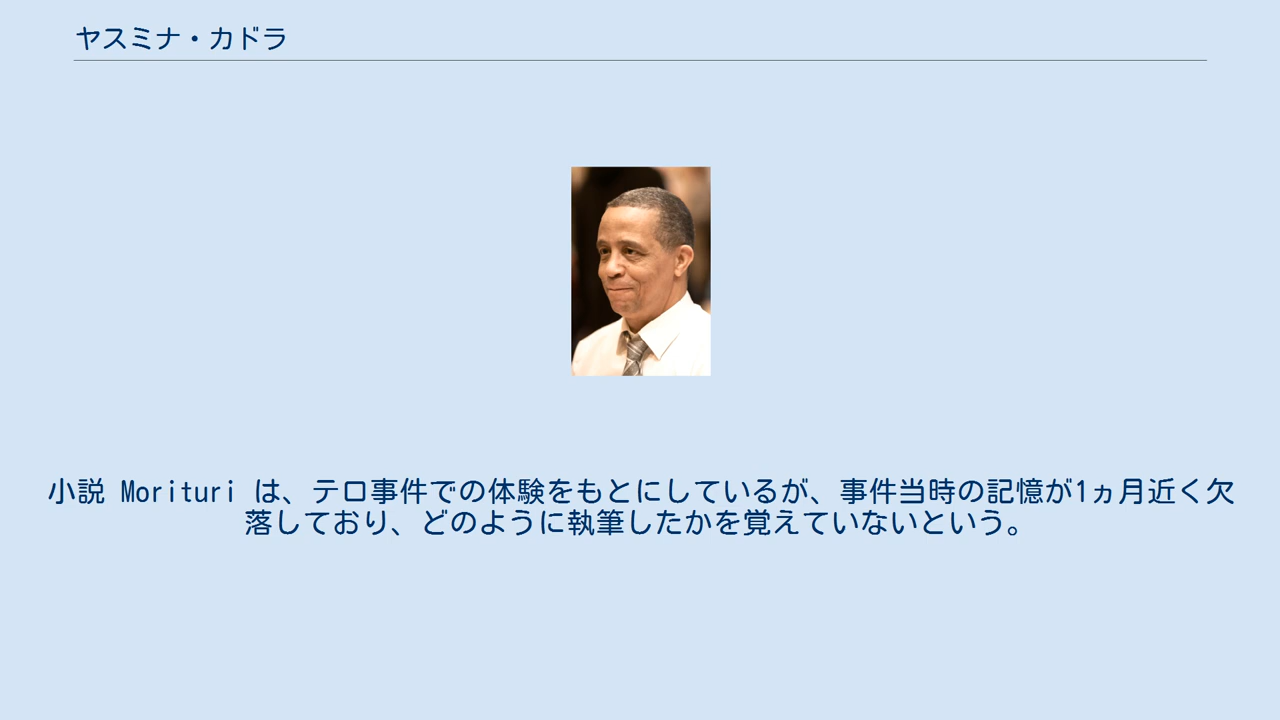 ヤスミナ・カドラ
小説 Morituri は、テロ事件での体験をもとにしているが、事件当時の記憶が1ヵ月近く欠
落しており、どのように執筆したかを覚えていないという。